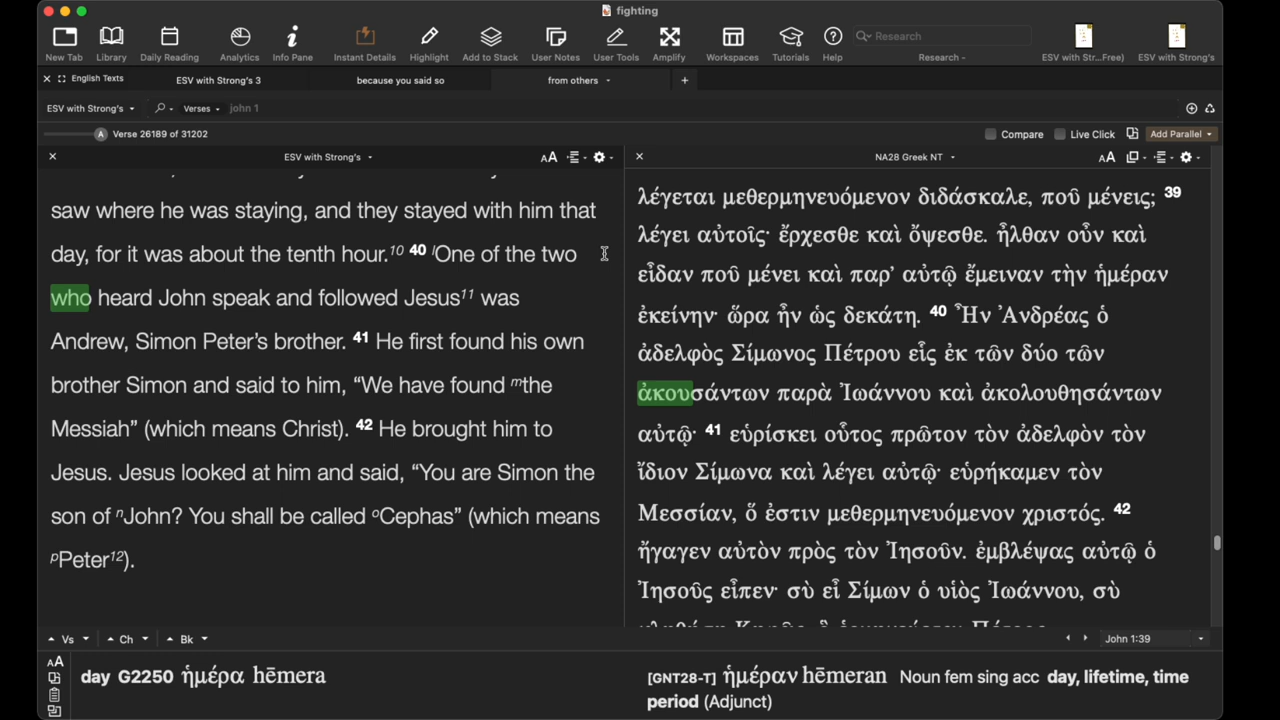 fighting
New Tab Library Daily Reading Analytics Info Pane Instant Details Highlight Add to Stack User Notes User Tools Amplify Workspaces Tutorials Help Research Research ESV with Str...Free) ESV with Strong's
English Texts ESV with Strong's 3 because you said so from others +
ESV with Strong's Verses john 1
A Verse 26189 of 31202 Compare Live Click Add Parallel
ESV with Strong's
saw where he was staying, and they stayed with him that
day, for it was about the tenth hour.10 40 lOne of the two
who heard John speak and followed Jesus11 was
Andrew, Simon Peter’s brother. 41 He first found his own
brother Simon and said to him, “We have found mthe
Messiah” (which means Christ). 42 He brought him to
Jesus. Jesus looked at him and said, “You are Simon the
son of nJohn? You shall be called oCephas” (which means
pPeter12).
NA28 Greek NT
λέγεται μεθερμηνευόμενον διδάσκαλε, ποῦ μένεις; 39
λέγει αὐτοῖς· ἔρχεσθε καὶ ὄψεσθε. ἦλθαν οὖν καὶ
εἶδαν ποῦ μένει καὶ παρ’ αὐτῷ ἔμειναν τὴν ἡμέραν
ἐκείνην· ὥρα ἦν ὡς δεκάτη. 40 Ἦν Ἀνδρέας ὁ
ἀδελφὸς Σίμωνος Πέτρου εἷς ἐκ τῶν δύο τῶν
ἀκουσάντων παρὰ Ἰωάννου καὶ ἀκολουθησάντων
αὐτῷ· 41 εὑρίσκει οὗτος πρῶτον τὸν ἀδελφὸν τὸν
ἴδιον Σίμωνα καὶ λέγει αὐτῷ· εὑρήκαμεν τὸν
Μεσσίαν, ὅ ἐστιν μεθερμηνευόμενον χριστός. 42
ἤγαγεν αὐτὸν πρὸς τὸν Ἰησοῦν. ἐμβλέψας αὐτῷ ὁ
Ἰησοῦς εἶπεν· σὺ εἶ Σίμων ὁ υἱὸς Ἰωάννου, σὺ
Vs Ch Bk John 1:39
day G2250 ἡμέρα hēmera
[GNT28-T] ἡμέραν hēmeran Noun fem sing acc day, lifetime, time
period (Adjunct)